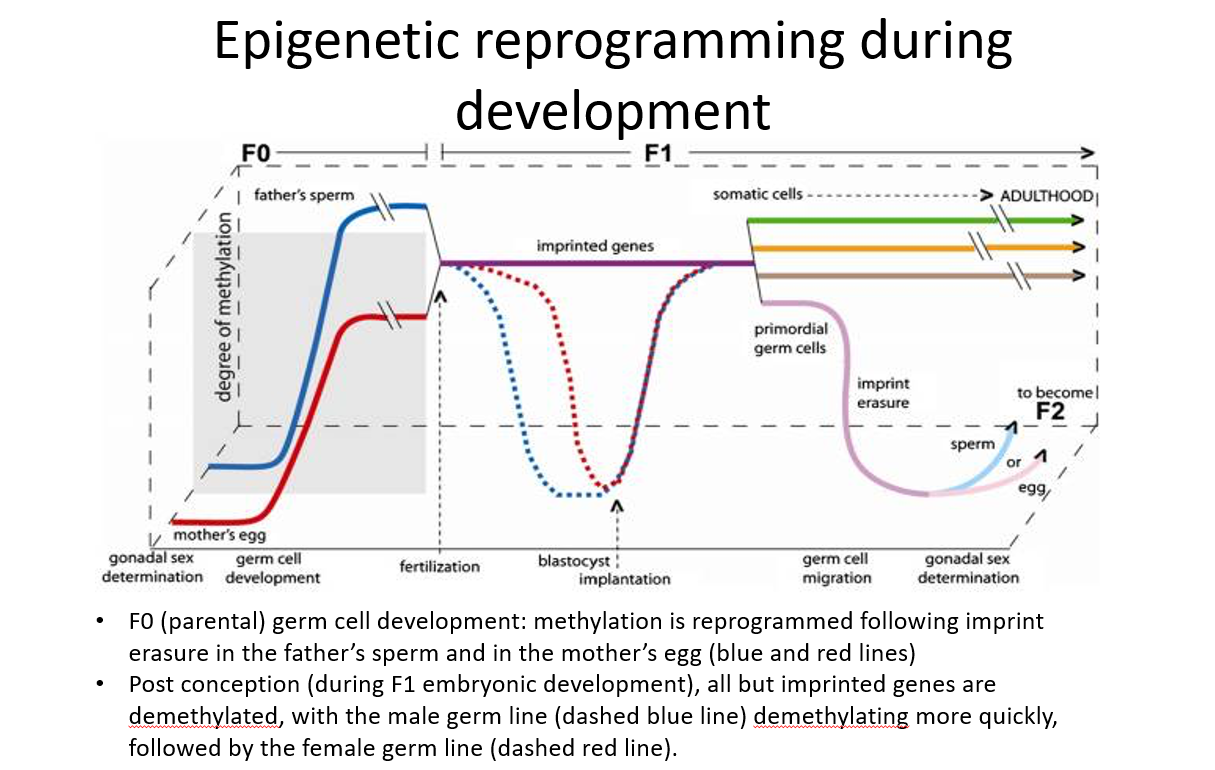 Epigenetic reprogramming during
development
F0
F1
father's sperm
somatic cells
ADULTHOOD
degree of methylation
imprinted genes
primordial
germ cells
imprint
erasure
to become
F2
sperm
or
egg
mother's egg
gonadal sex
determination
germ cell
development
fertilization
blastocyst
implantation
germ cell
migration
gonadal sex
determination
• F0 (parental) germ cell development: methylation is reprogrammed following imprint
erasure in the father's sperm and in the mother's egg (blue and red lines)
• Post conception (during F1 embryonic development), all but imprinted genes are
demethylated, with the male germ line (dashed blue line) demethylating more quickly,
followed by the female germ line (dashed red line).